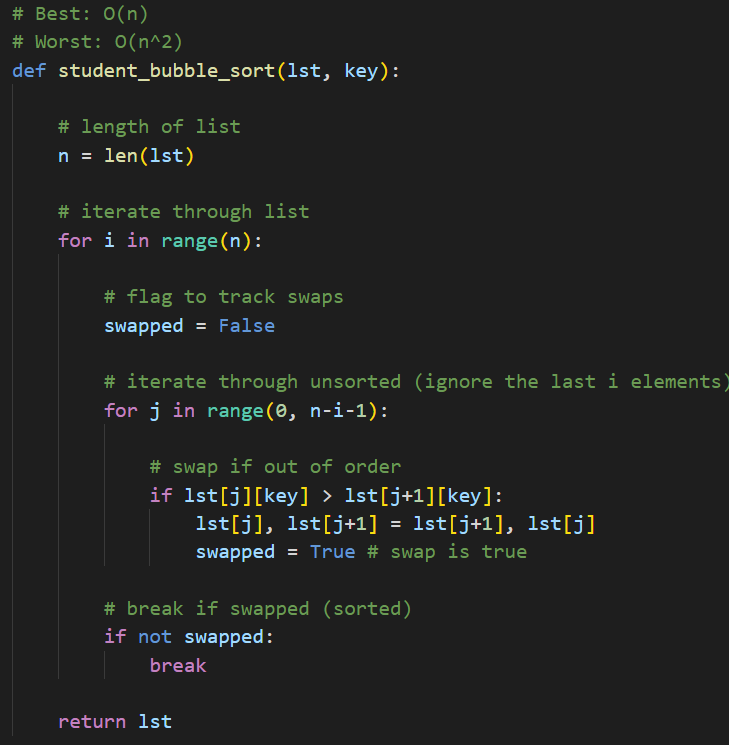 # Best: O(n)
# Worst: O(n^2)
def student_bubble_sort(lst, key):
    # length of list
    n = len(lst)
    # iterate through list
    for i in range(n):
        # flag to track swaps
        swapped = False
        # iterate through unsorted (ignore the last i elements)
        for j in range(0, n-i-1):
            # swap if out of order
            if lst[j][key] > lst[j+1][key]:
                lst[j], lst[j+1] = lst[j+1], lst[j]
                swapped = True # swap is true
        # break if swapped (sorted)
        if not swapped:
            break
    return lst